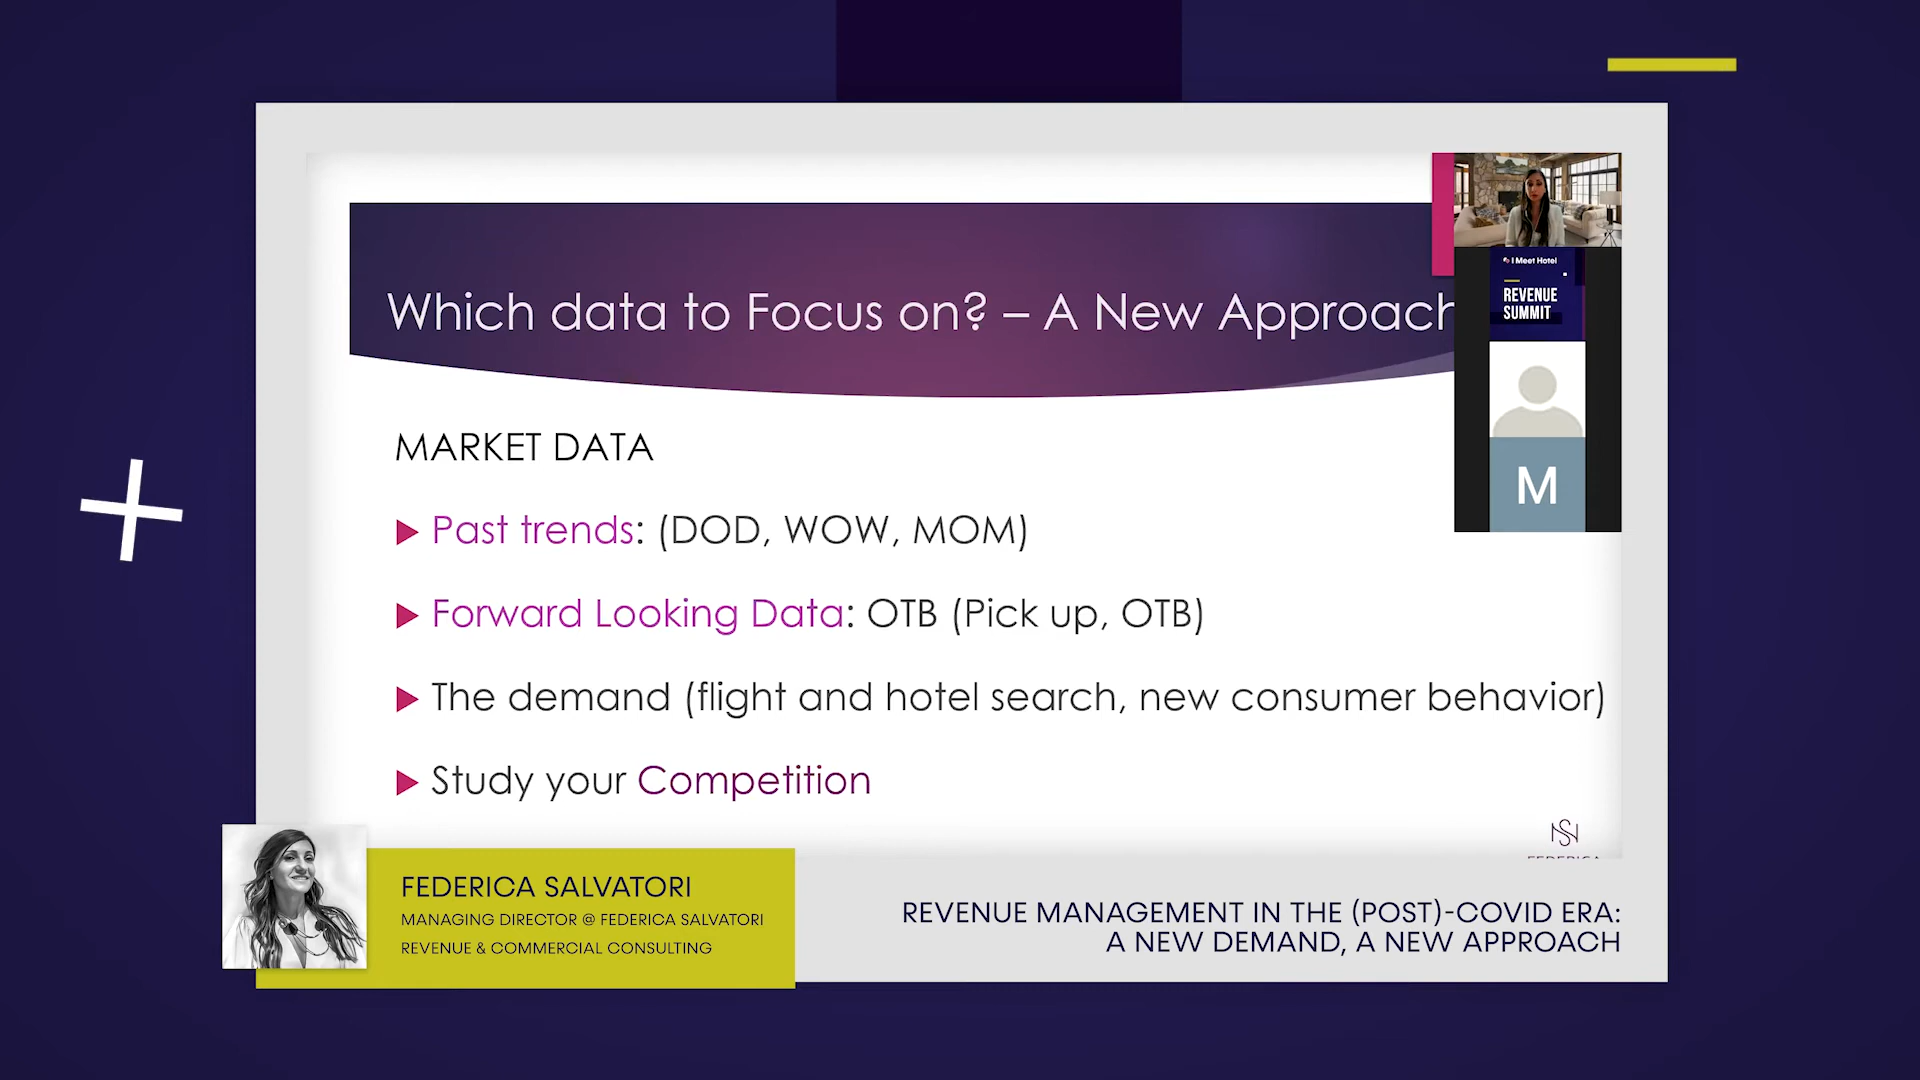 Which data to Focus on? – A New Approach
I Meet Hotel
REVENUE
SUMMIT
M
MARKET DATA
Past trends: (DOD, WOW, MOM)
Forward Looking Data: OTB (Pick up, OTB)
The demand (flight and hotel search, new consumer behavior)
Study your Competition
FEDERICA SALVATORI
MANAGING DIRECTOR @ FEDERICA SALVATORI
REVENUE & COMMERCIAL CONSULTING
REVENUE MANAGEMENT IN THE (POST)-COVID ERA:
A NEW DEMAND, A NEW APPROACH